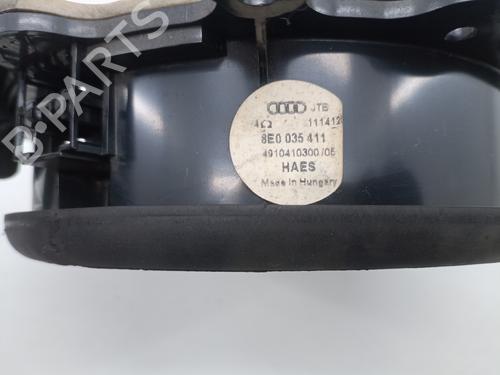 JTB
4Ω 111412
8E0 035 411
4910410300/05
HAES
Made in Hungary
B-PARTS